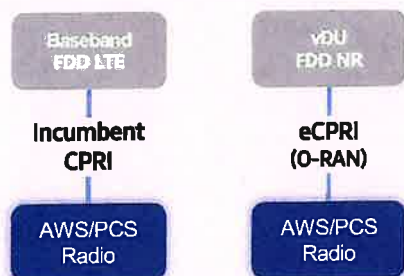 Baseband
FDD LTE
Incumbent
CPRI
AWS/PCS
Radio
vDU
FDD NR
eCPRI
(O-RAN)
AWS/PCS
Radio